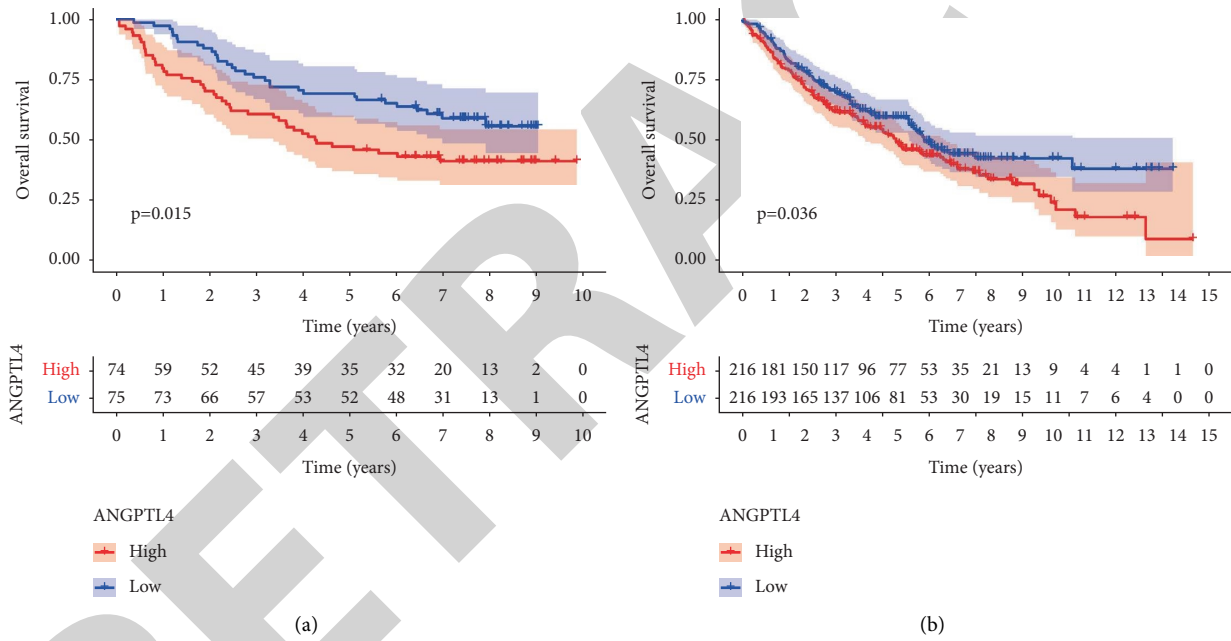 1.00
0.75
0.50
0.25
0.00
Overall survival
p=0.015
0 1 2 3 4 5 6 7 8 9 10
Time (years)
ANGPTL4
High 74 59 52 45 39 35 32 20 13 2 0
Low 75 73 66 57 53 52 48 31 13 1 0
0 1 2 3 4 5 6 7 8 9 10
Time (years)
ANGPTL4
High
Low
(a)
1.00
0.75
0.50
0.25
0.00
Overall survival
p=0.036
0 1 2 3 4 5 6 7 8 9 10 11 12 13 14 15
Time (years)
ANGPTL4
High 216 181 150 117 96 77 53 35 21 13 9 4 4 1 1 0
Low 216 193 165 137 106 81 53 30 19 15 11 7 6 4 0 0
0 1 2 3 4 5 6 7 8 9 10 11 12 13 14 15
Time (years)
ANGPTL4
High
Low
(b)
RETRAC